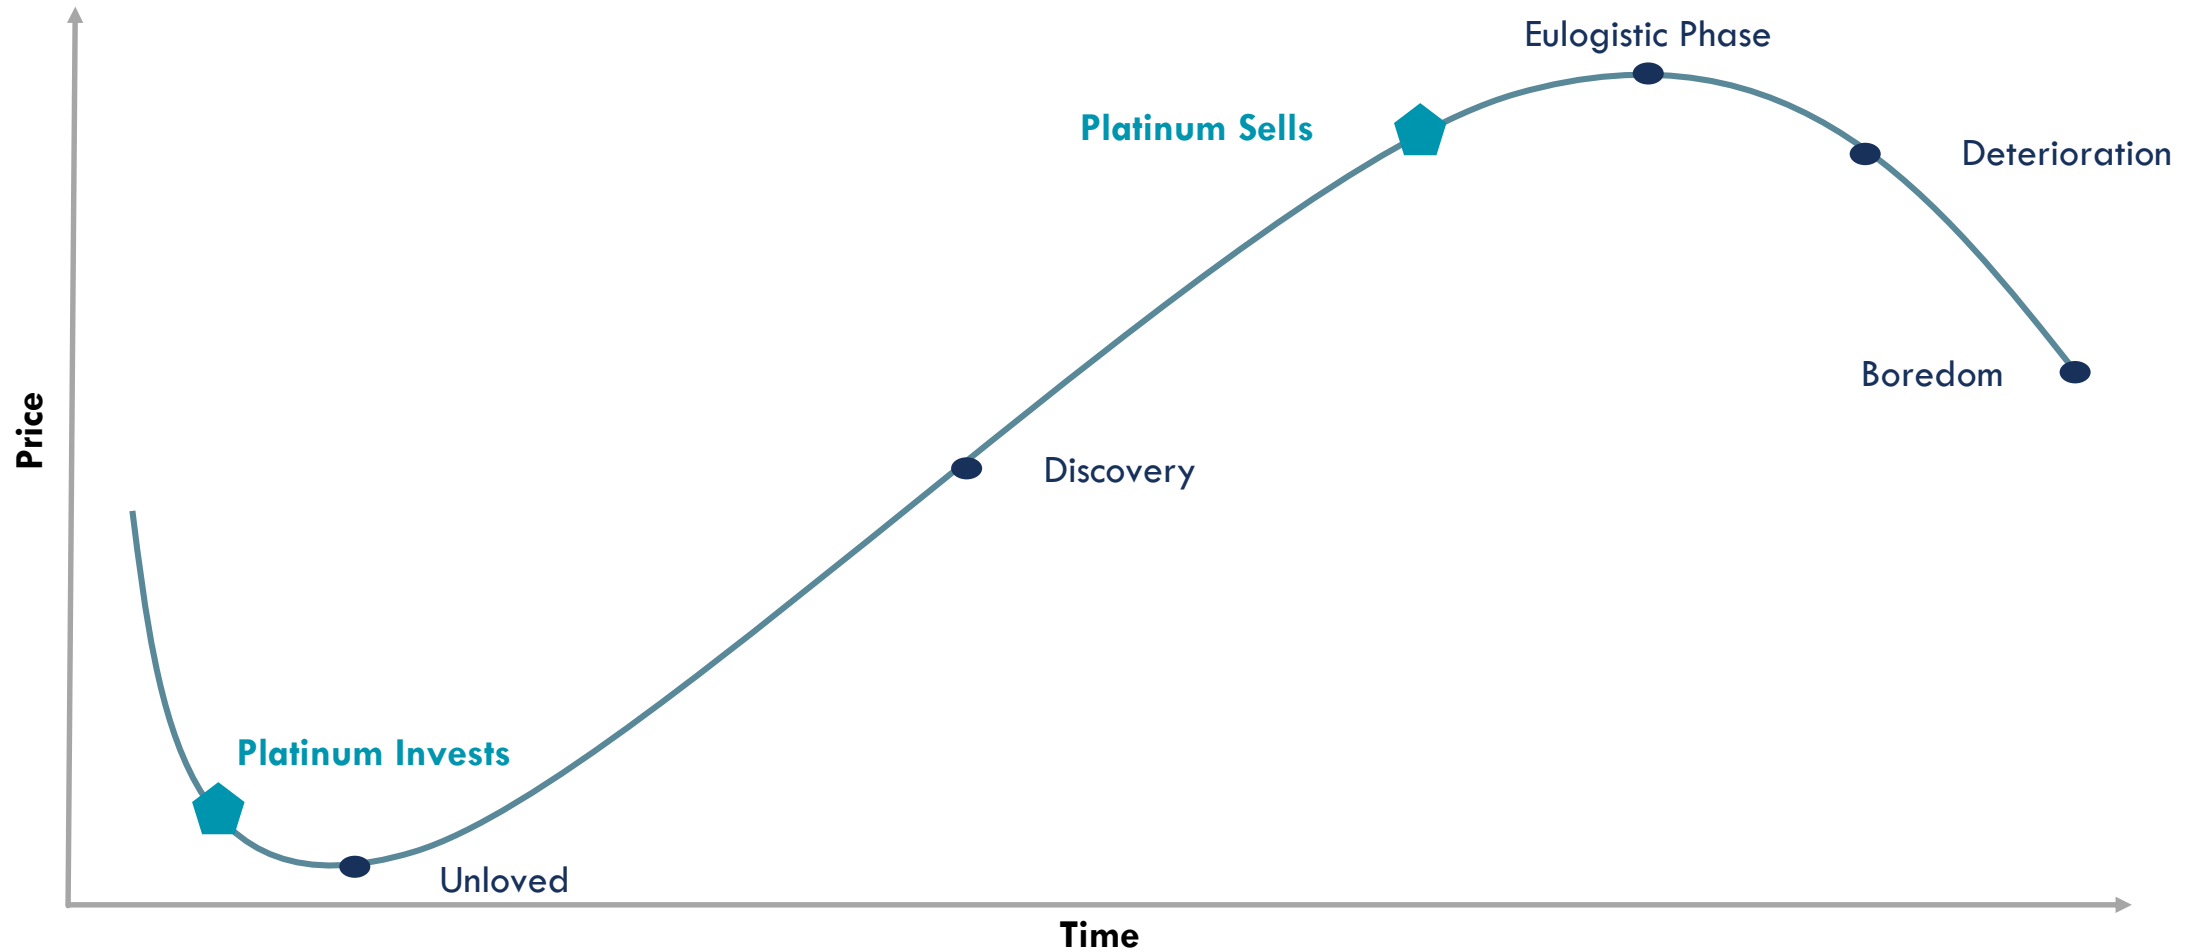 Eulogistic Phase
Platinum Sells
Deterioration
Boredom
Price
Discovery
Platinum Invests
Unloved
Time